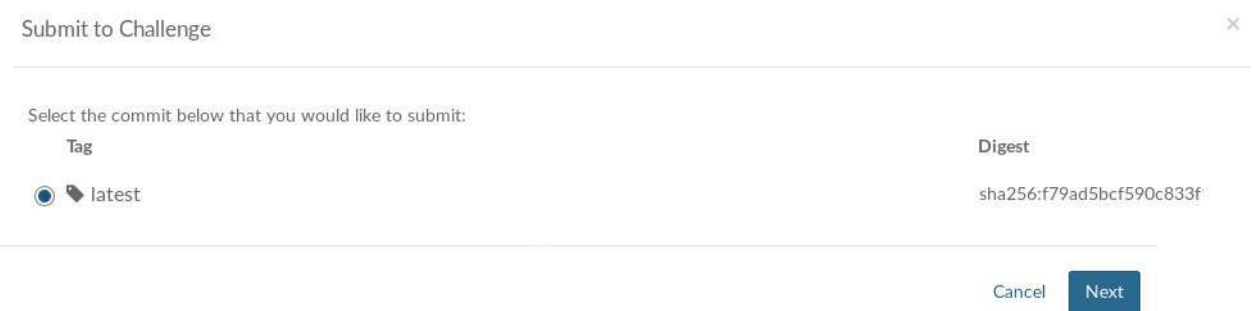 Submit to Challenge ×
Select the commit below that you would like to submit:
Tag Digest
latest sha256:f79ad5bcf590c833f
Cancel Next